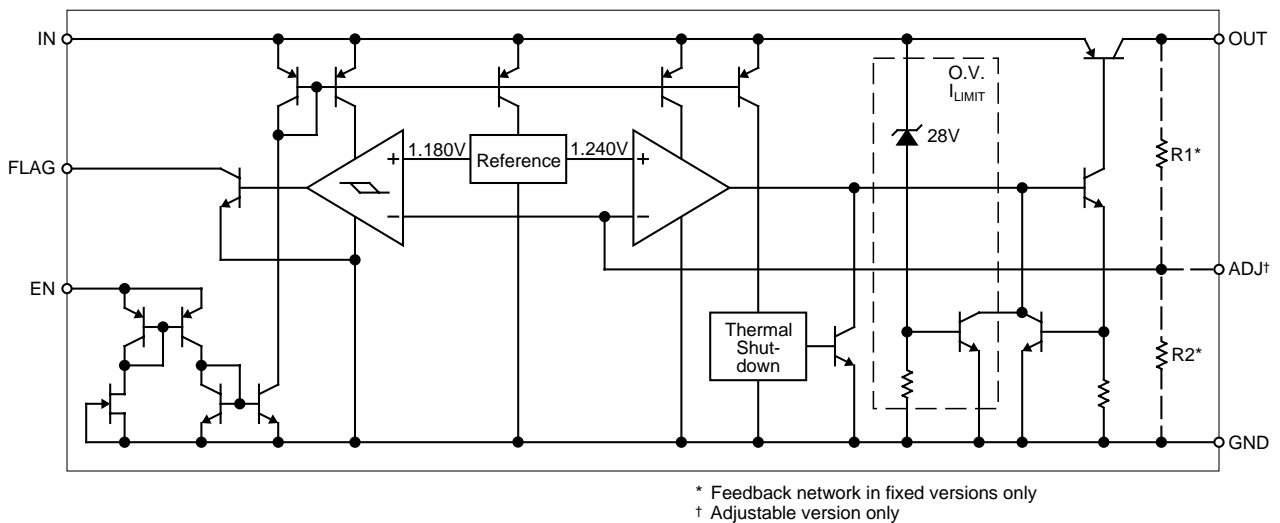 IN
OUT
O.V.
ILIMIT
28V
1.180V
Reference
1.240V
R1*
FLAG
+
+
−
−
ADJ†
EN
Thermal
Shut-
down
R2*
GND
* Feedback network in fixed versions only
† Adjustable version only